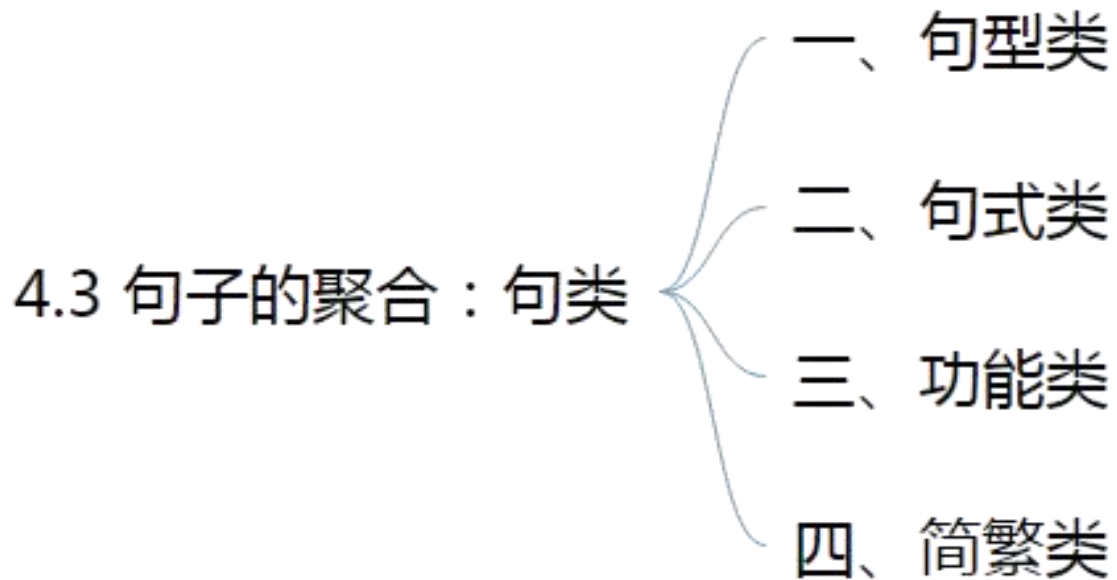 4.3 句子的聚合：句类
一、句型类
二、句式类
三、功能类
四、简繁类